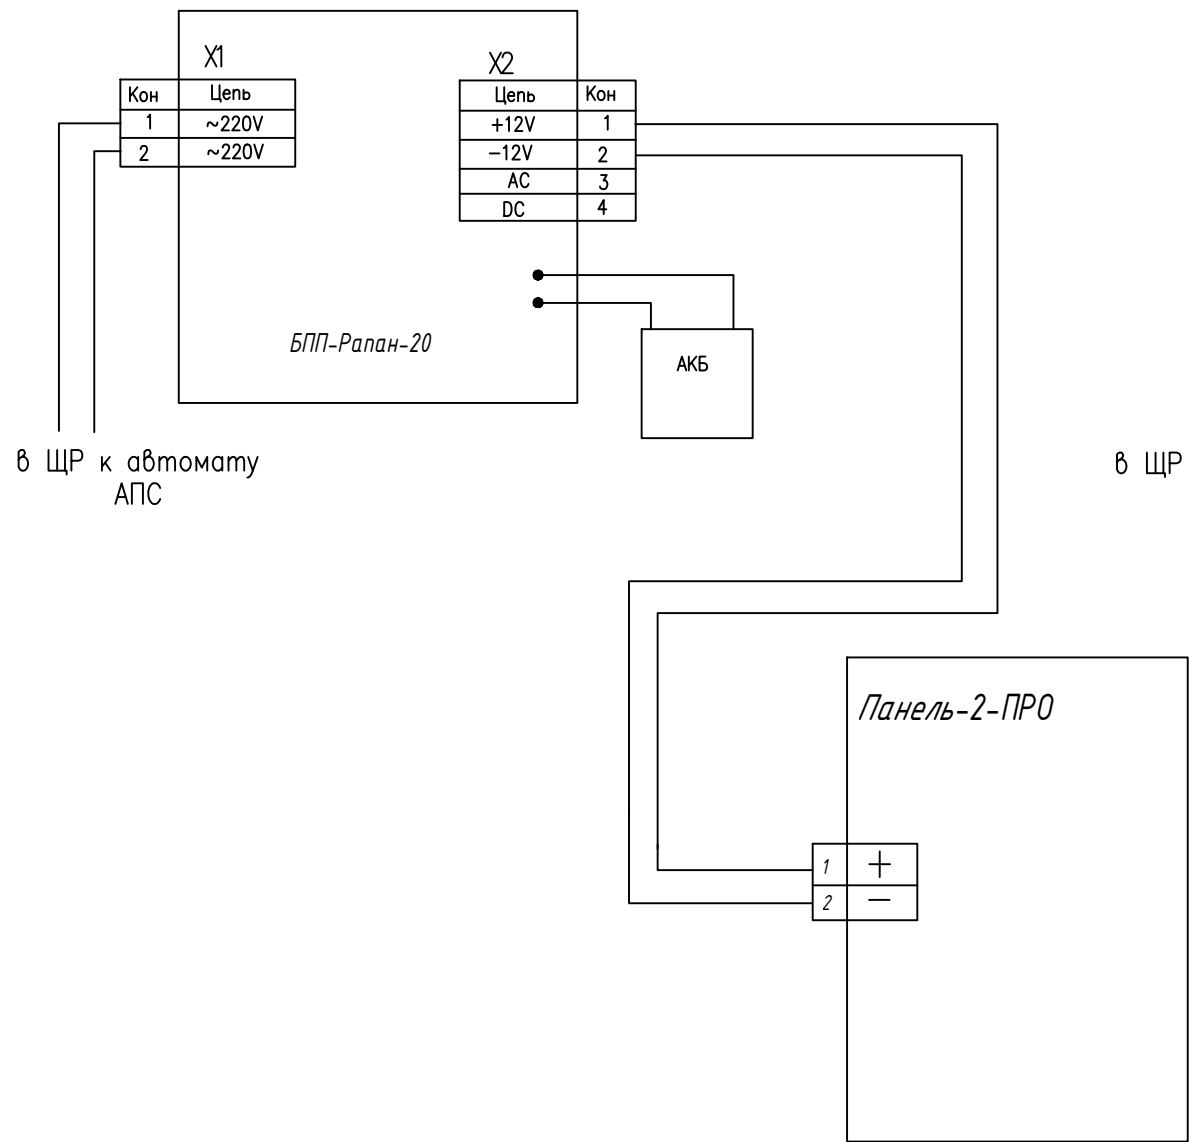 X1
Кон Цепь
1 ~220V
2 ~220V
X2
Цепь Кон
+12V 1
-12V 2
AC 3
DC 4
БПП-Рапан-20
АКБ
в ЩР к автомату
АПС
в ЩР
Панель-2-ПРО
1 +
2 -